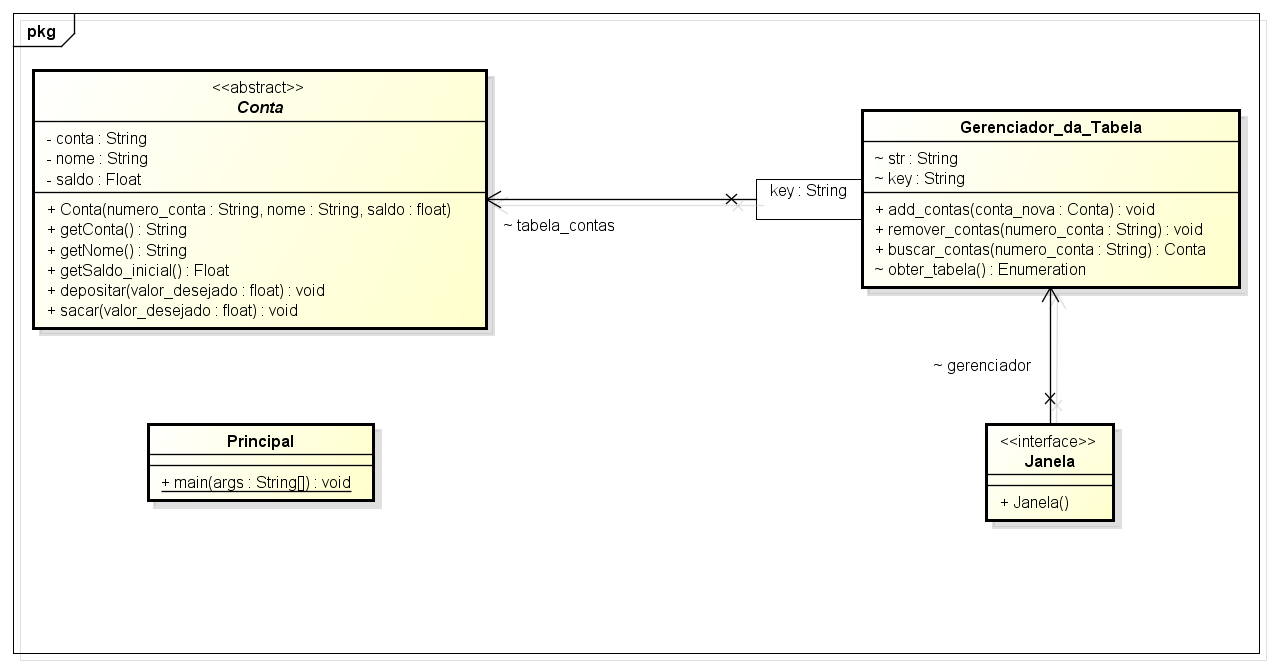 pkg
<<abstract>>
Conta
- conta : String
- nome : String
- saldo : Float
+ Conta(numero_conta : String, nome : String, saldo : float)
+ getConta() : String
+ getNome() : String
+ getSaldo_inicial() : Float
+ depositar(valor_desejado : float) : void
+ sacar(valor_desejado : float) : void
~ tabela_contas
key : String
Gerenciador_da_Tabela
~ str : String
~ key : String
+ add_contas(conta_nova : Conta) : void
+ remover_contas(numero_conta : String) : void
+ buscar_contas(numero_conta : String) : Conta
~ obter_tabela() : Enumeration
~ gerenciador
Principal
+ main(args : String[]) : void
<<interface>>
Janela
+ Janela()